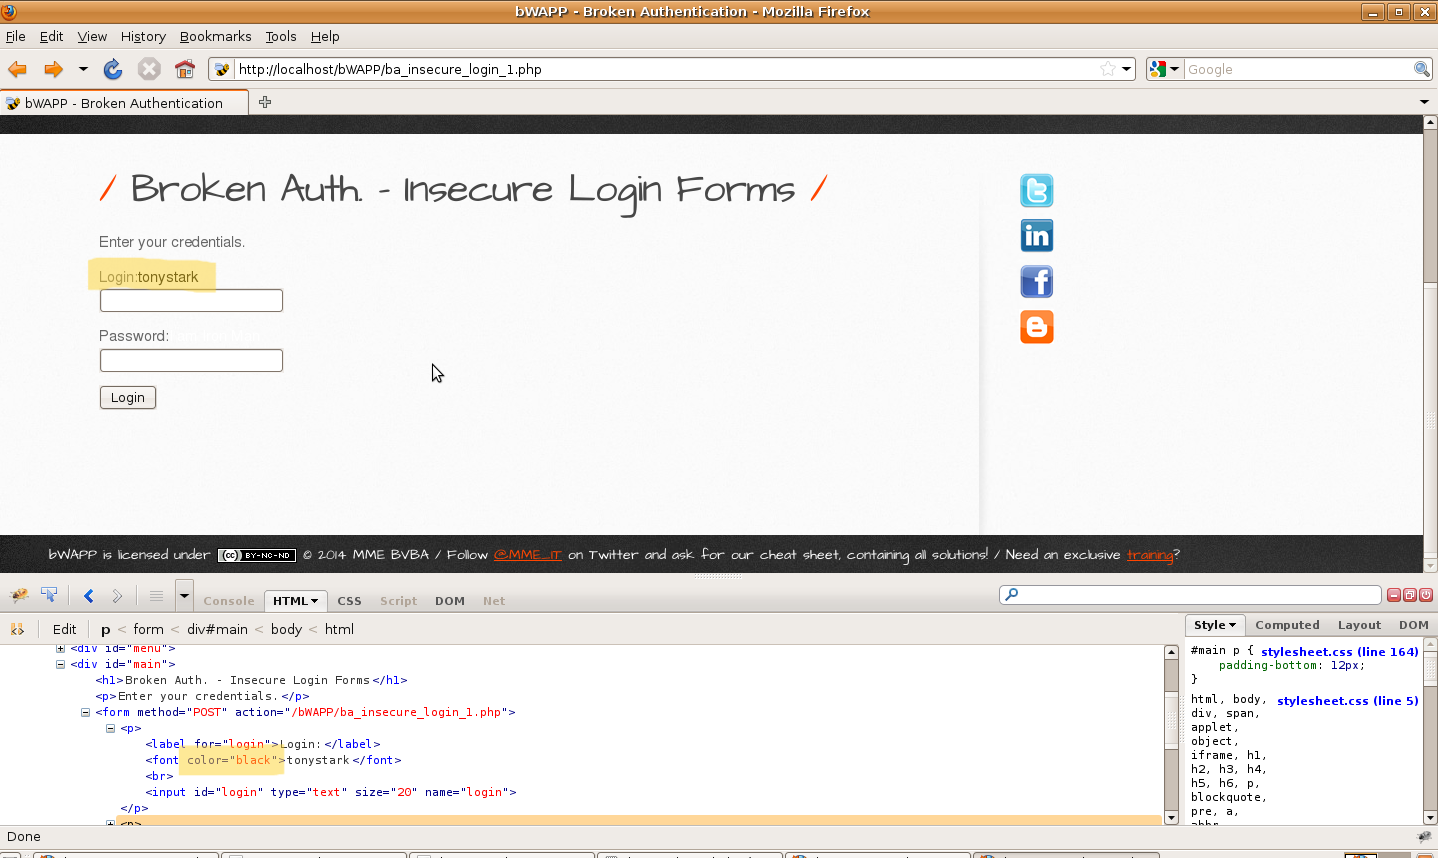 bWAPP - Broken Authentication - Mozilla Firefox
File Edit View History Bookmarks Tools Help
http://localhost/bWAPP/ba_insecure_login_1.php
Google
bWAPP - Broken Authentication
/ Broken Auth. - Insecure Login Forms /
Enter your credentials.
Login:tonystark
Password:
Login
bWAPP is licensed under (cc) BY-NC-ND © 2014 MME BVBA / Follow @MME_IT on Twitter and ask for our cheat sheet, containing all solutions! / Need an exclusive training?
Console HTML CSS Script DOM Net
Edit p < form < div#main < body < html
Style Computed Layout DOM
<div id="menu">
<div id="main">
<h1>Broken Auth. - Insecure Login Forms</h1>
<p>Enter your credentials.</p>
<form method="POST" action="/bWAPP/ba_insecure_login_1.php">
<p>
<label for="login">Login:</label>
<font color="black">tonystark</font>
<br>
<input id="login" type="text" size="20" name="login">
</p>
<p>
#main p { stylesheet.css (line 164)
padding-bottom: 12px;
}
html, body, stylesheet.css (line 5)
div, span,
applet,
object,
iframe, h1,
h2, h3, h4,
h5, h6, p,
blockquote,
pre, a,
abbr,
Done